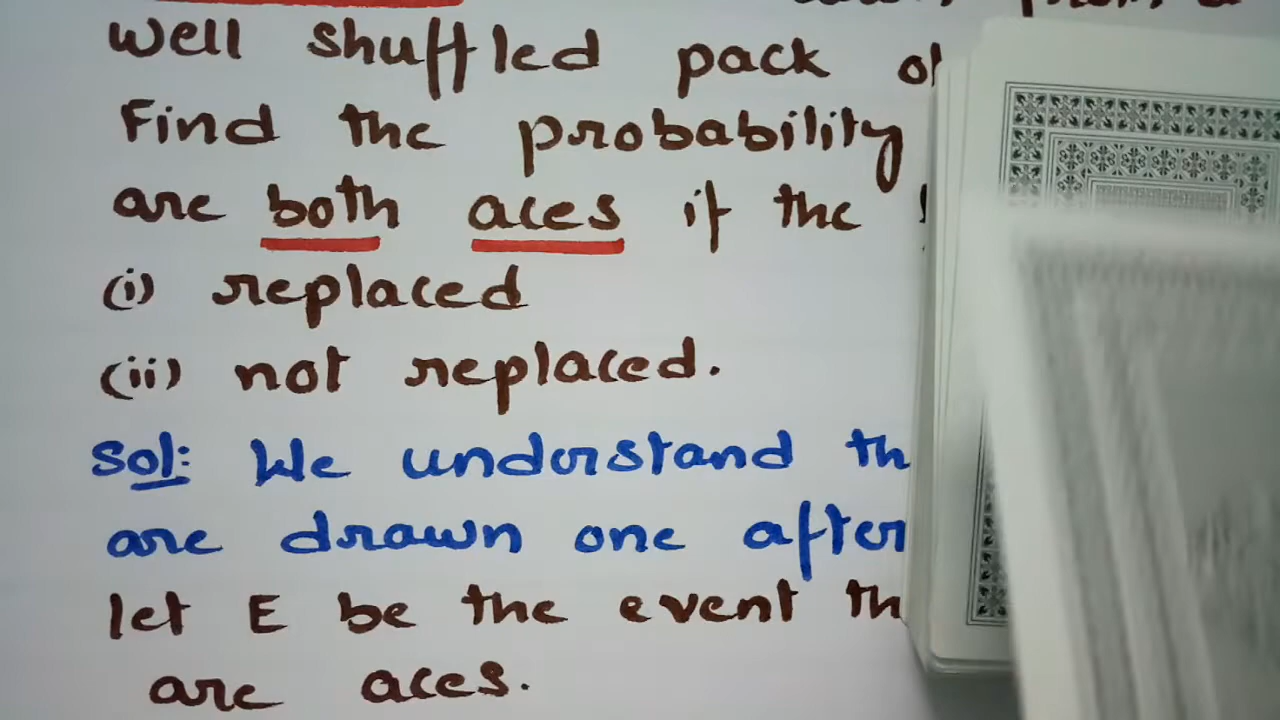 well shuffled pack of
Find the probability
are both aces if the
(i) replaced
(ii) not replaced.
Sol: We understand th
are drawn one after
let E be the event th
are aces.